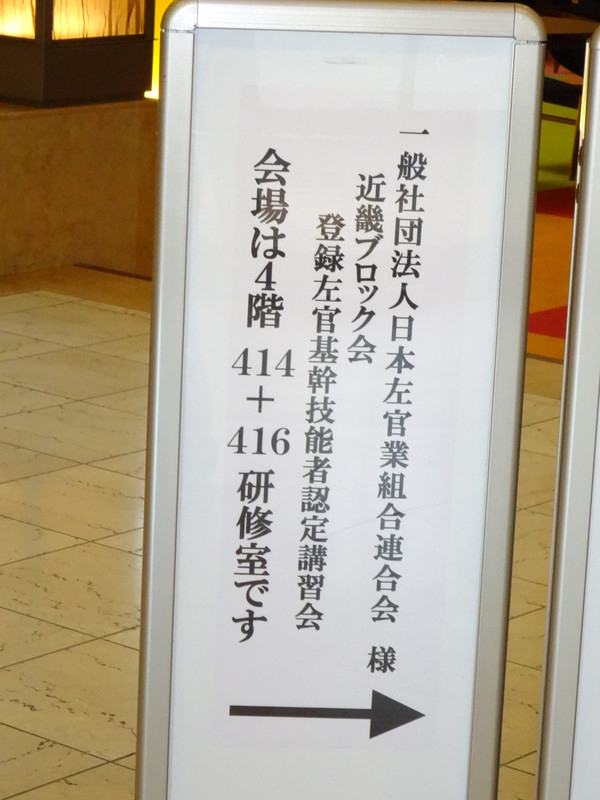 一般社団法人日本左官業組合連合会 様
近畿ブロック会
登録左官基幹技能者認定講習会
会場は4階 414+416 研修室です